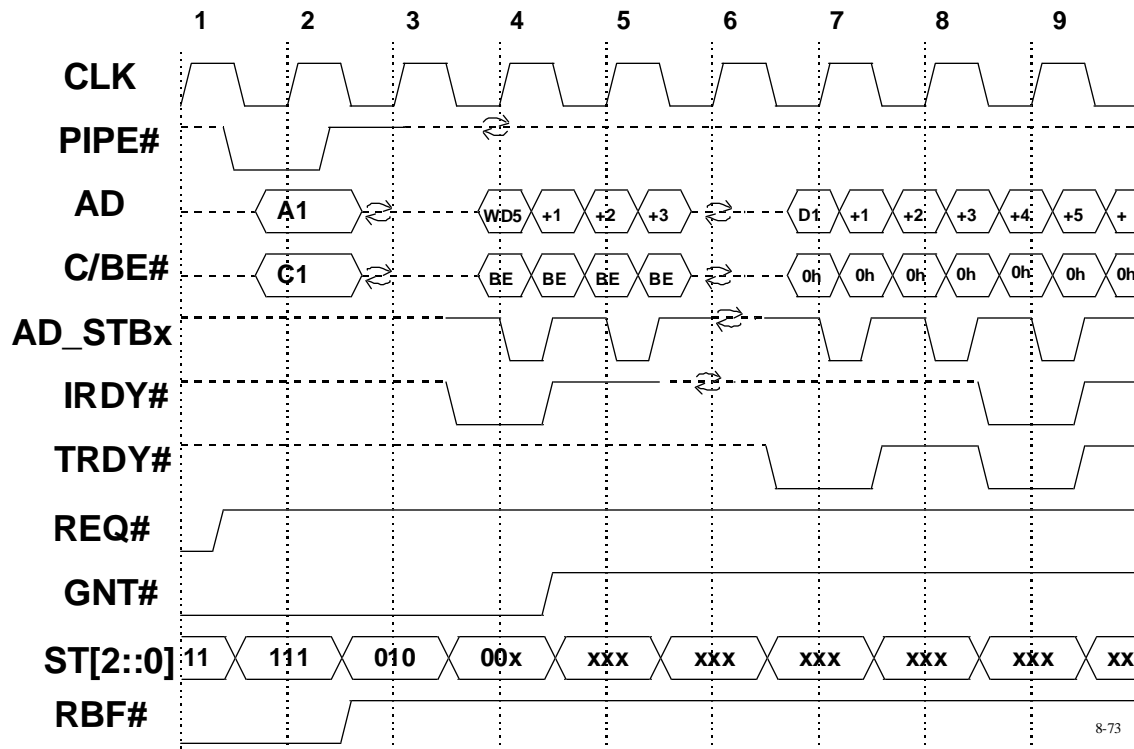 1 2 3 4 5 6 7 8 9
CLK
PIPE#
AD A1 WD5 +1 +2 +3 D1 +1 +2 +3 +4 +5 +
C/BE# C1 BE BE BE BE 0h 0h 0h 0h 0h 0h 0h
AD_STBx
IRDY#
TRDY#
REQ#
GNT#
ST[2::0] 11 111 010 00x xxx xxx xxx xxx xxx xx
RBF#
8-73